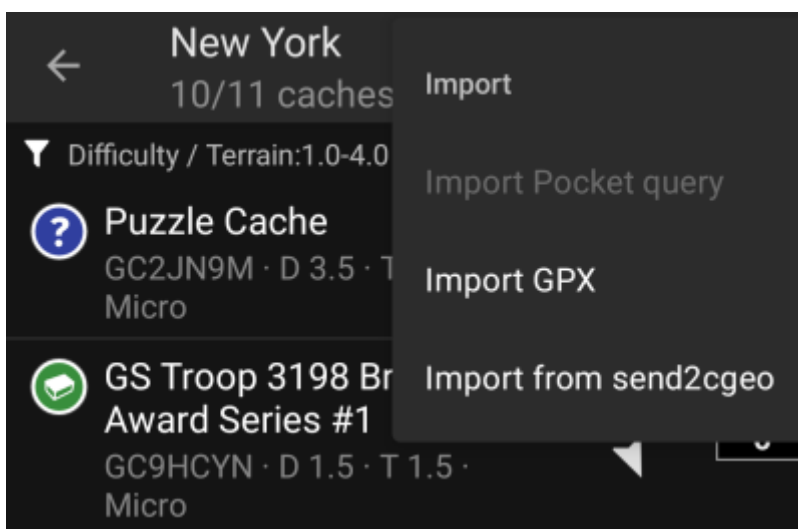 New York
10/11 caches
Difficulty / Terrain:1.0-4.0
?
Puzzle Cache
GC2JN9M · D 3.5 ·
Micro
GS Troop 3198
Award Series #1
GC9HCYN · D 1.5 · T 1.5 ·
Micro
Import
Import Pocket query
Import GPX
Import from send2cgeo